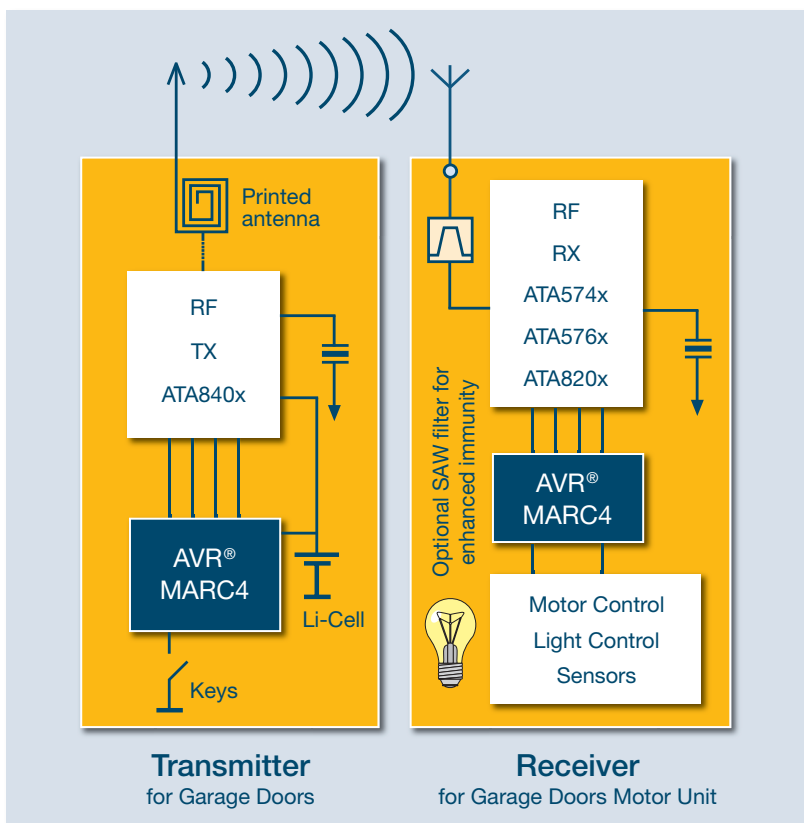 Printed
antenna
RF
TX
ATA840x
AVR®
MARC4
Li-Cell
Keys
Transmitter
for Garage Doors
RF
RX
ATA574x
ATA576x
ATA820x
Optional SAW filter for
enhanced immunity
AVR®
MARC4
Motor Control
Light Control
Sensors
Receiver
for Garage Doors Motor Unit